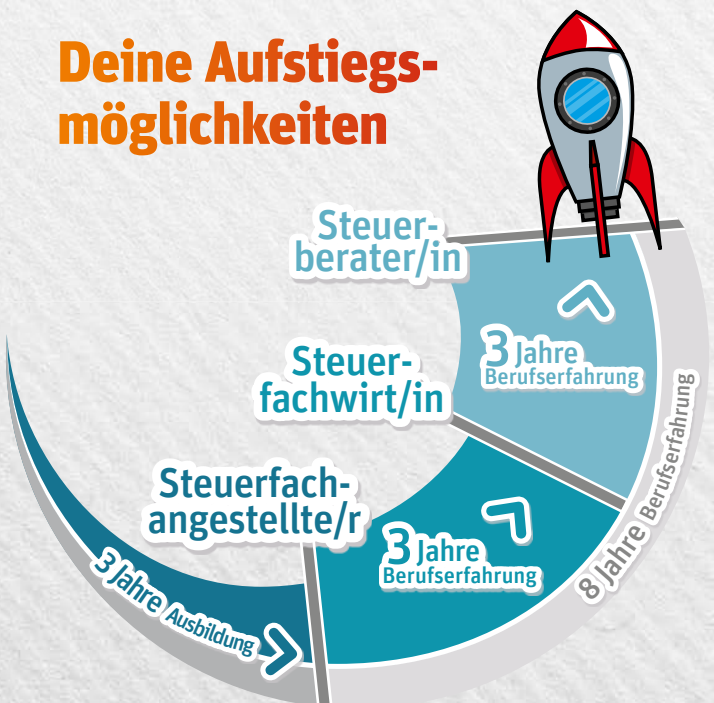 Deine Aufstiegs-
möglichkeiten
Steuer-
berater/in
3 Jahre
Berufserfahrung
Steuer-
fachwirt/in
8 Jahre Berufserfahrung
Steuerfach-
angestellte/r
3 Jahre
Berufserfahrung
3 Jahre Ausbildung